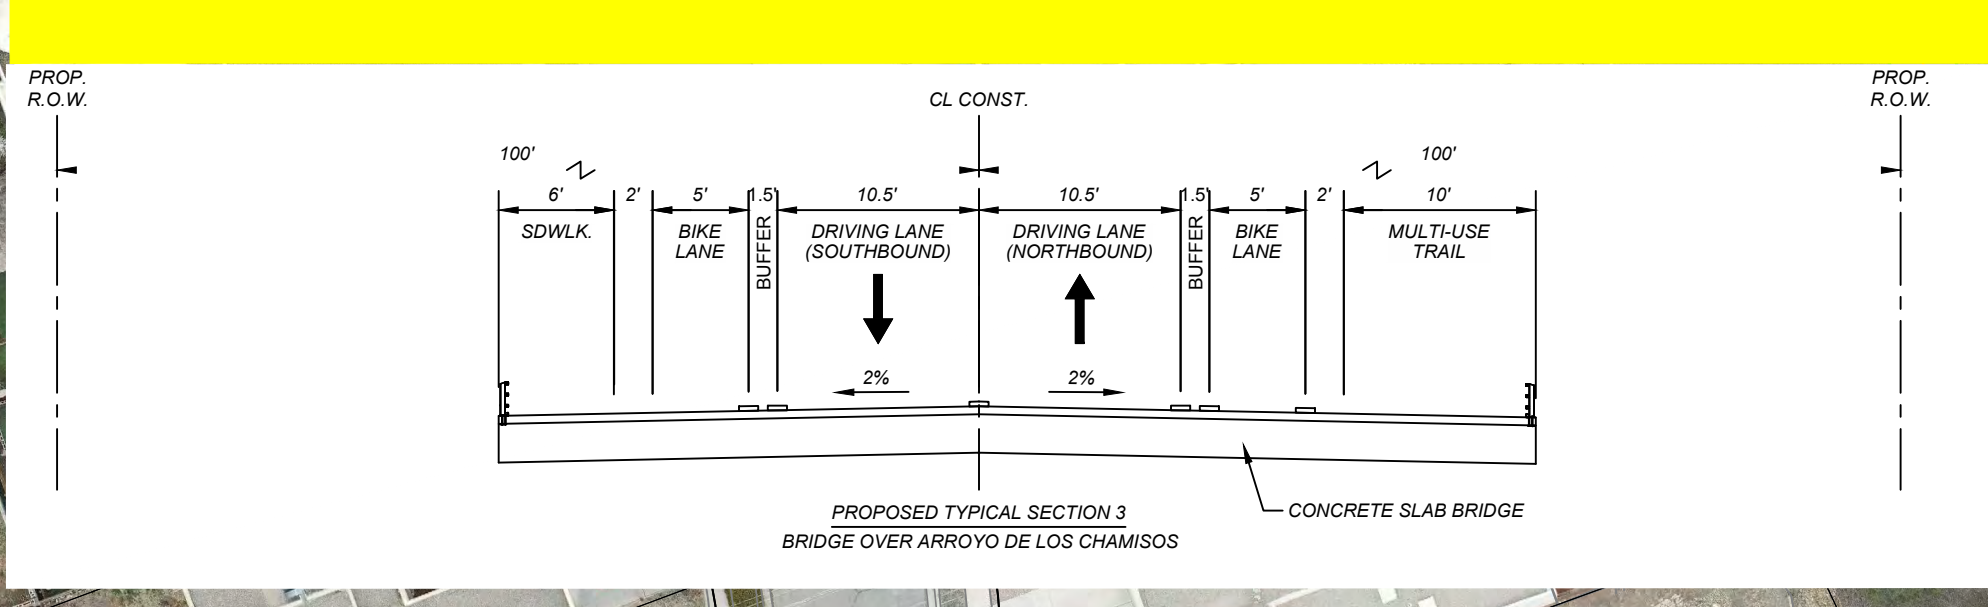 PROP.
R.O.W.
CL CONST.
PROP.
R.O.W.
100'
100'
6'
2'
5'
1.5'
10.5'
10.5'
1.5'
5'
2'
10'
SDWLK.
BIKE
LANE
BUFFER
DRIVING LANE
(SOUTHBOUND)
DRIVING LANE
(NORTHBOUND)
BUFFER
BIKE
LANE
MULTI-USE
TRAIL
2%
2%
CONCRETE SLAB BRIDGE
PROPOSED TYPICAL SECTION 3
BRIDGE OVER ARROYO DE LOS CHAMISOS